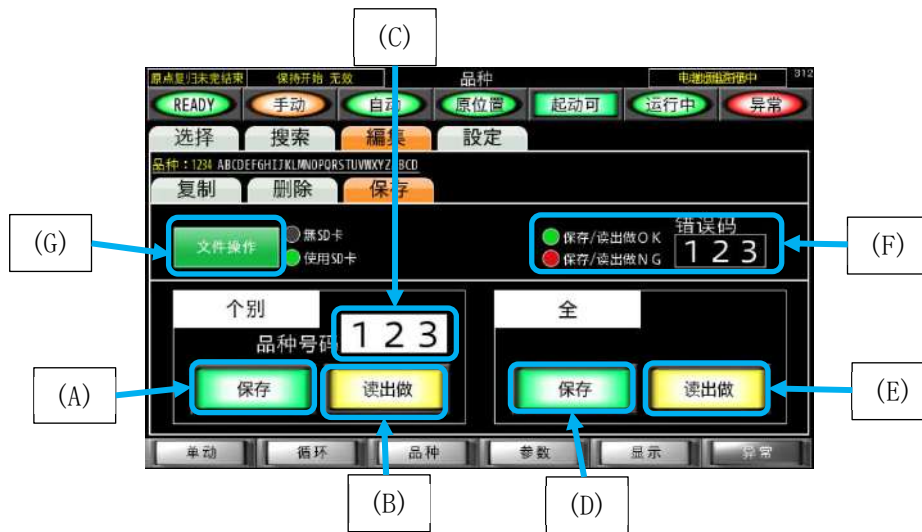 (C)
原点复归未完结束 保持开始 无效 品种 312
READY 手动 自动 原位置 起动可 运行中 异常
选择 搜索 編集 設定
品种：1234 ABCDEFGHIJKLMNOPQRSTUVWXYZABCD
复制 删除 保存
(G) 文件操作 無SD卡 保存/读出做OK 错误码 (F)
使用SD卡 保存/读出做NG 123
个别 全
品种号码 123
(A) 保存 读出做 保存 读出做 (E)
单动 循环 品种 参数 显示 异常
(B) (D)